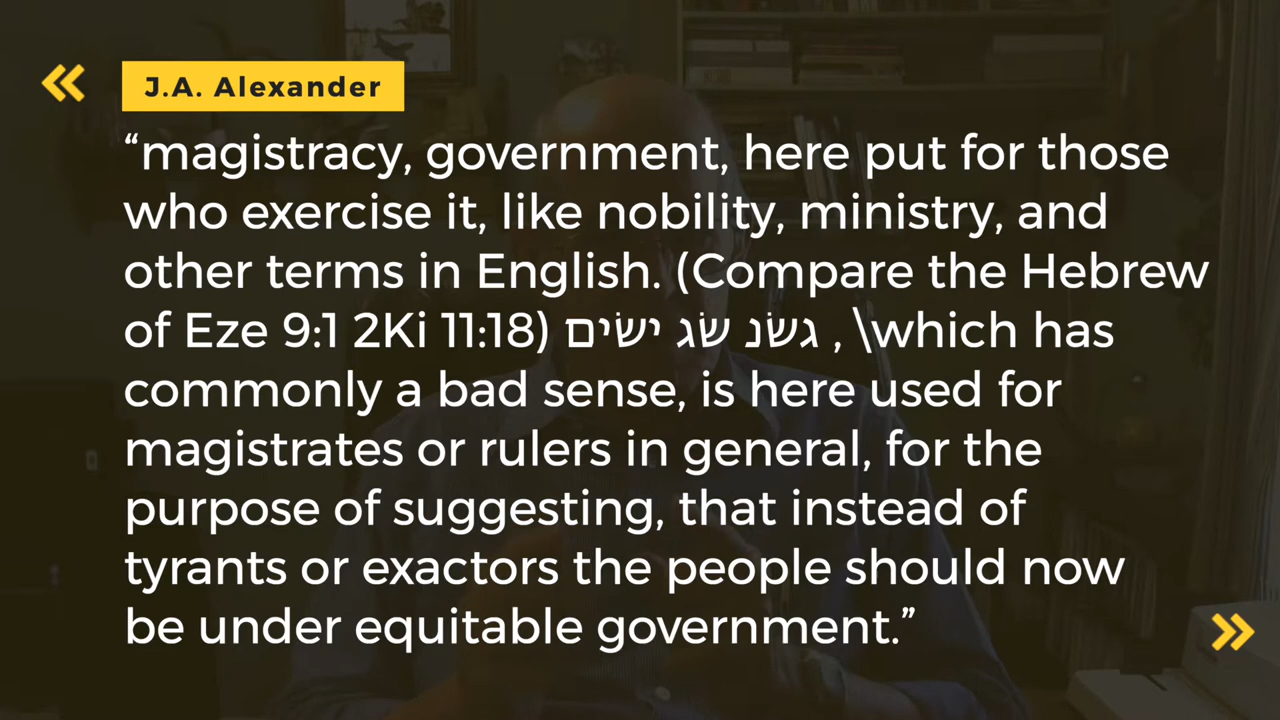 J.A. Alexander
“magistracy, government, here put for those
who exercise it, like nobility, ministry, and
other terms in English. (Compare the Hebrew
of Eze 9:1 2Ki 11:18) גשׂנ שׂג ישׂים , \which has
commonly a bad sense, is here used for
magistrates or rulers in general, for the
purpose of suggesting, that instead of
tyrants or exactors the people should now
be under equitable government.”